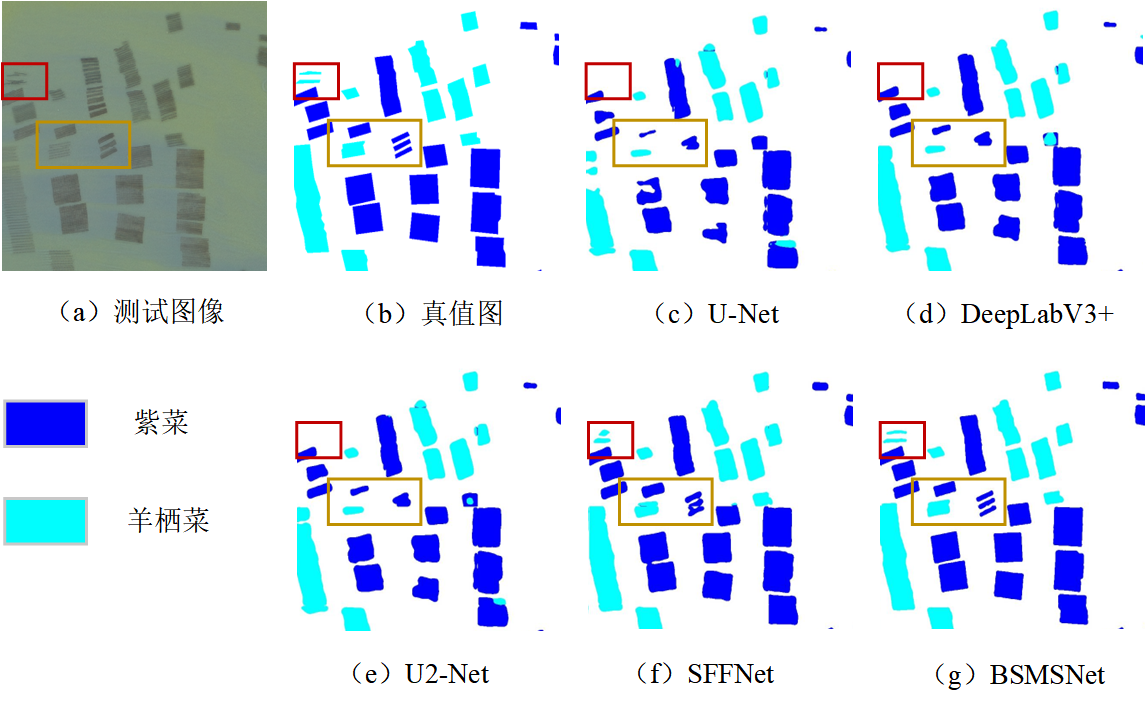 （a）测试图像
（b）真值图
（c）U-Net
（d）DeepLabV3+
紫菜
羊栖菜
（e）U2-Net
（f）SFFNet
（g）BSMSNet